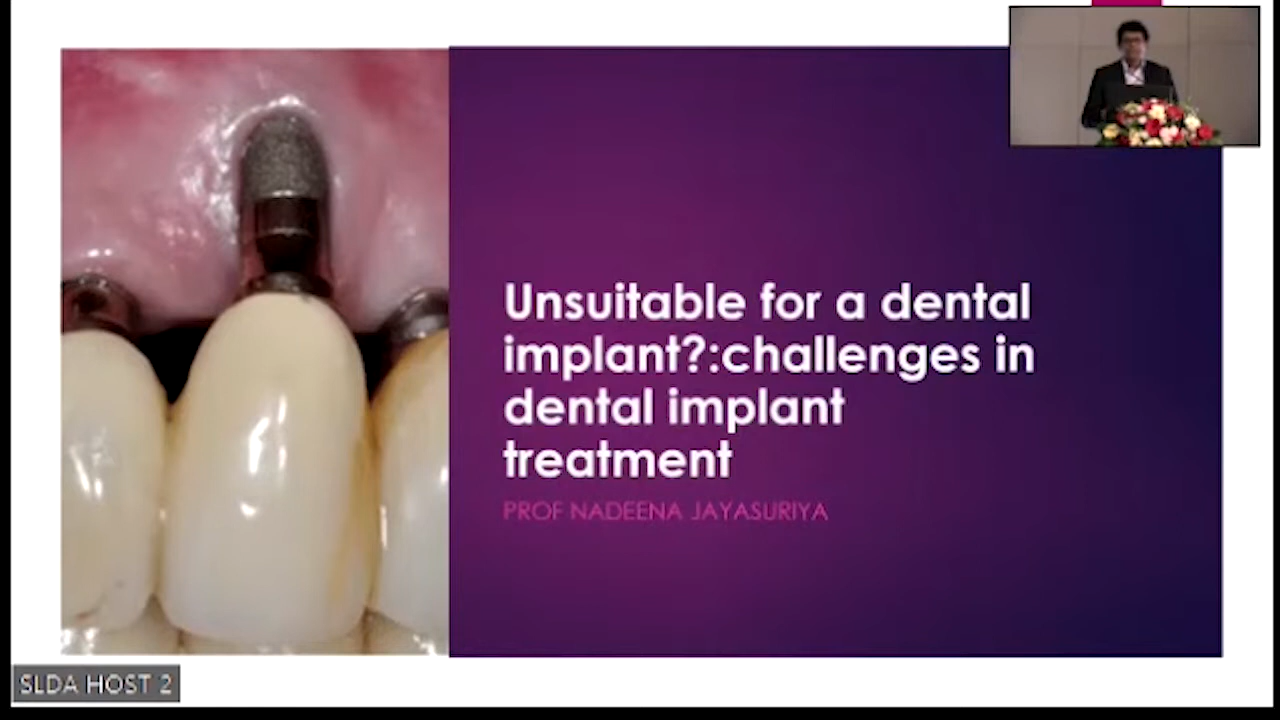 Unsuitable for a dental
implant?:challenges in
dental implant
treatment
PROF NADEENA JAYASURIYA
SLDA HOST 2